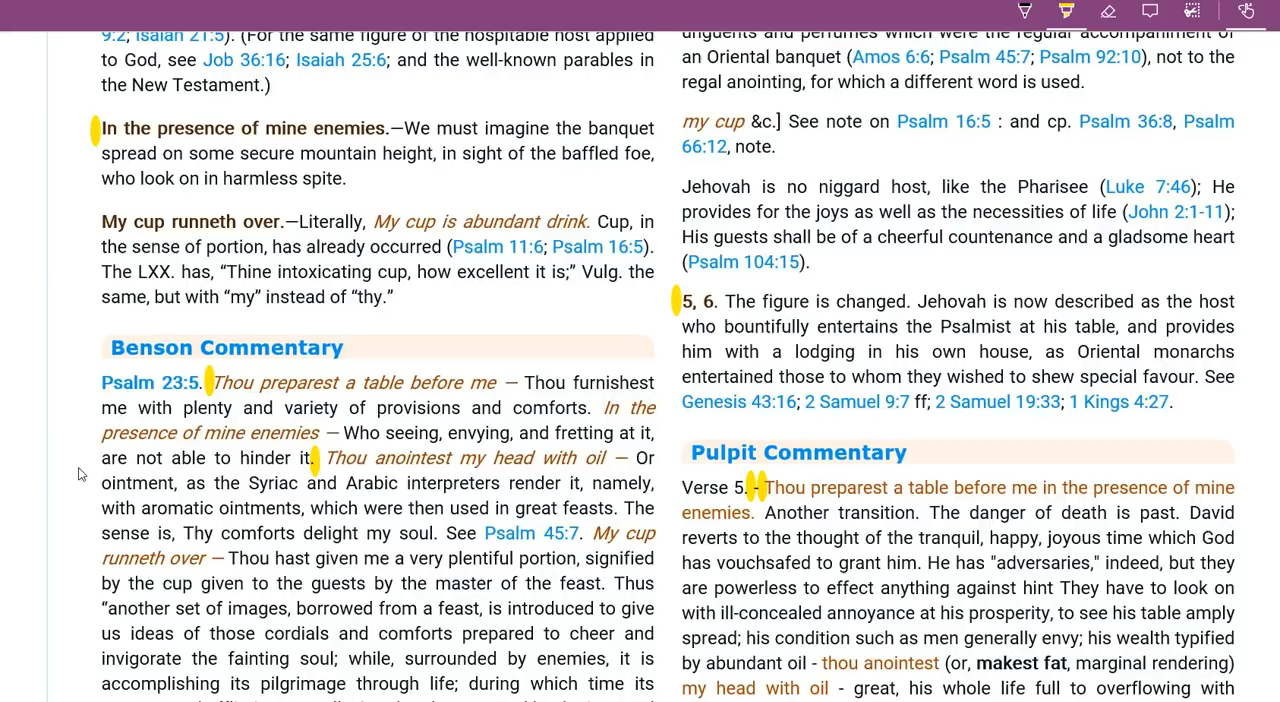 9:2; Isaiah 21:5). (For the same figure of the hospitable host applied
to God, see Job 36:16; Isaiah 25:6; and the well-known parables in
the New Testament.)
In the presence of mine enemies.—We must imagine the banquet
spread on some secure mountain height, in sight of the baffled foe,
who look on in harmless spite.
My cup runneth over.—Literally, My cup is abundant drink. Cup, in
the sense of portion, has already occurred (Psalm 11:6; Psalm 16:5).
The LXX. has, “Thine intoxicating cup, how excellent it is;” Vulg. the
same, but with “my” instead of “thy.”
Benson Commentary
Psalm 23:5. Thou preparest a table before me — Thou furnishest
me with plenty and variety of provisions and comforts. In the
presence of mine enemies — Who seeing, envying, and fretting at it,
are not able to hinder it. Thou anointest my head with oil — Or
ointment, as the Syriac and Arabic interpreters render it, namely,
with aromatic ointments, which were then used in great feasts. The
sense is, Thy comforts delight my soul. See Psalm 45:7. My cup
runneth over — Thou hast given me a very plentiful portion, signified
by the cup given to the guests by the master of the feast. Thus
“another set of images, borrowed from a feast, is introduced to give
us ideas of those cordials and comforts prepared to cheer and
invigorate the fainting soul; while, surrounded by enemies, it is
accomplishing its pilgrimage through life; during which time its
unguents and perfumes which were the regular accompaniment of
an Oriental banquet (Amos 6:6; Psalm 45:7; Psalm 92:10), not to the
regal anointing, for which a different word is used.
my cup &c.] See note on Psalm 16:5 : and cp. Psalm 36:8, Psalm
66:12, note.
Jehovah is no niggard host, like the Pharisee (Luke 7:46); He
provides for the joys as well as the necessities of life (John 2:1-11);
His guests shall be of a cheerful countenance and a gladsome heart
(Psalm 104:15).
5, 6. The figure is changed. Jehovah is now described as the host
who bountifully entertains the Psalmist at his table, and provides
him with a lodging in his own house, as Oriental monarchs
entertained those to whom they wished to shew special favour. See
Genesis 43:16; 2 Samuel 9:7 ff; 2 Samuel 19:33; 1 Kings 4:27.
Pulpit Commentary
Verse 5. - Thou preparest a table before me in the presence of mine
enemies. Another transition. The danger of death is past. David
reverts to the thought of the tranquil, happy, joyous time which God
has vouchsafed to grant him. He has "adversaries," indeed, but they
are powerless to effect anything against hint They have to look on
with ill-concealed annoyance at his prosperity, to see his table amply
spread; his condition such as men generally envy; his wealth typified
by abundant oil - thou anointest (or, makest fat, marginal rendering)
my head with oil - great, his whole life full to overflowing with